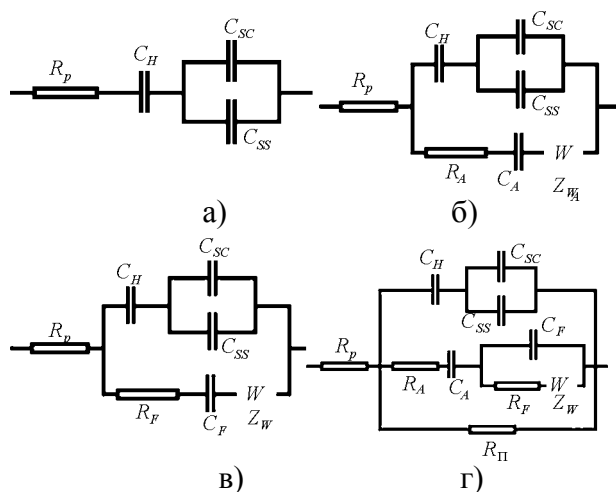 C_SC
C_H
R_p
C_SS
а)
C_SC
C_H
R_p
C_SS
R_A C_A W
Z_WA
б)
C_SC
C_H
R_p
C_SS
R_F C_F W
Z_W
в)
C_SC
C_H
C_SS
C_F
R_p
R_A C_A
R_F W
Z_W
R_П
г)